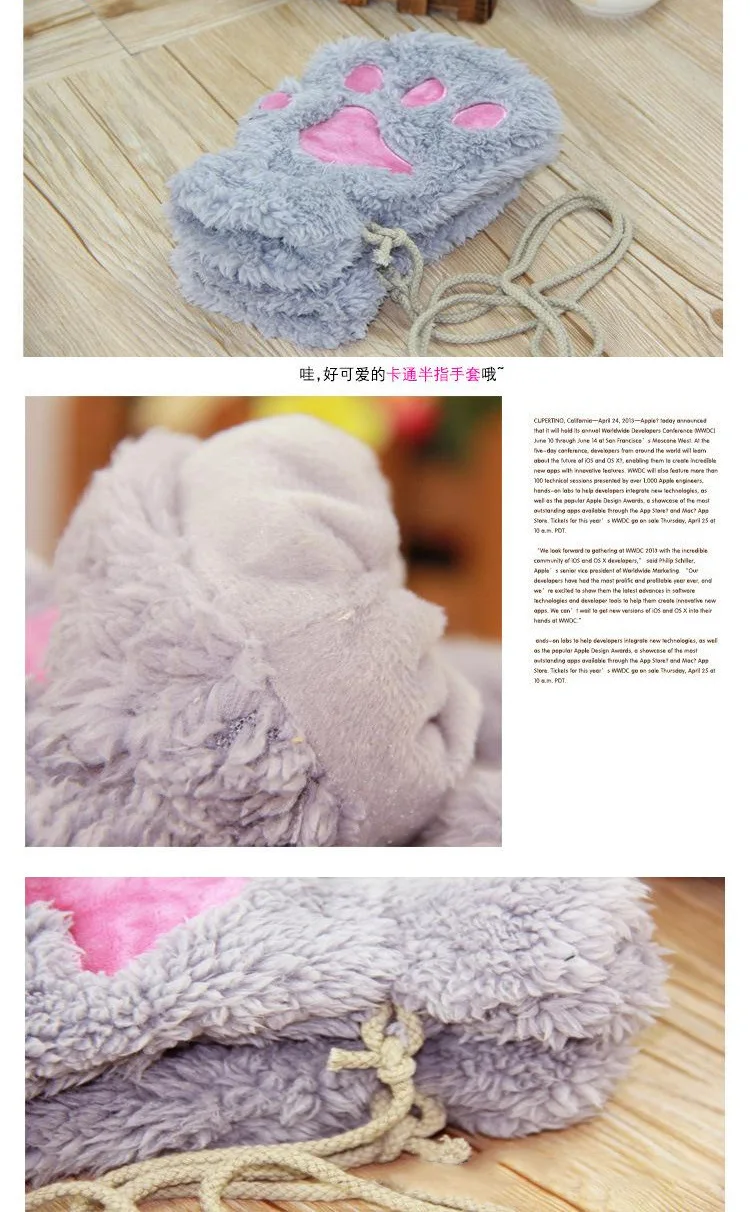 哇,好可爱的卡通半指手套哦~
CUPERTINO, California—April 24, 2013—Apple? today announced
that it will hold its annual Worldwide Developers Conference (WWDC)
June 10 through June 14 at San Francisco's Moscone West. At the
five-day conference, developers from around the world will learn
about the future of iOS and OS X?, enabling them to create incredible
new apps with innovative features. WWDC will also feature more than
100 technical sessions presented by over 1,000 Apple engineers,
hands-on labs to help developers integrate new technologies, as
well as the popular Apple Design Awards, a showcase of the most
outstanding apps available through the App Store? and Mac? App
Store. Tickets for this year's WWDC go on sale Thursday, April 25 at
10 a.m. PDT.
"We look forward to gathering at WWDC 2013 with the incredible
community of iOS and OS X developers," said Philip Schiller,
Apple's senior vice president of Worldwide Marketing. "Our
developers have had the most prolific and profitable year ever, and
we're excited to show them the latest advances in software
technologies and developer tools to help them create innovative new
apps. We can't wait to get new versions of iOS and OS X into their
hands at WWDC."
ands-on labs to help developers integrate new technologies, as well
as the popular Apple Design Awards, a showcase of the most
outstanding apps available through the App Store? and Mac? App
Store. Tickets for this year's WWDC go on sale Thursday, April 25 at
10 a.m. PDT.